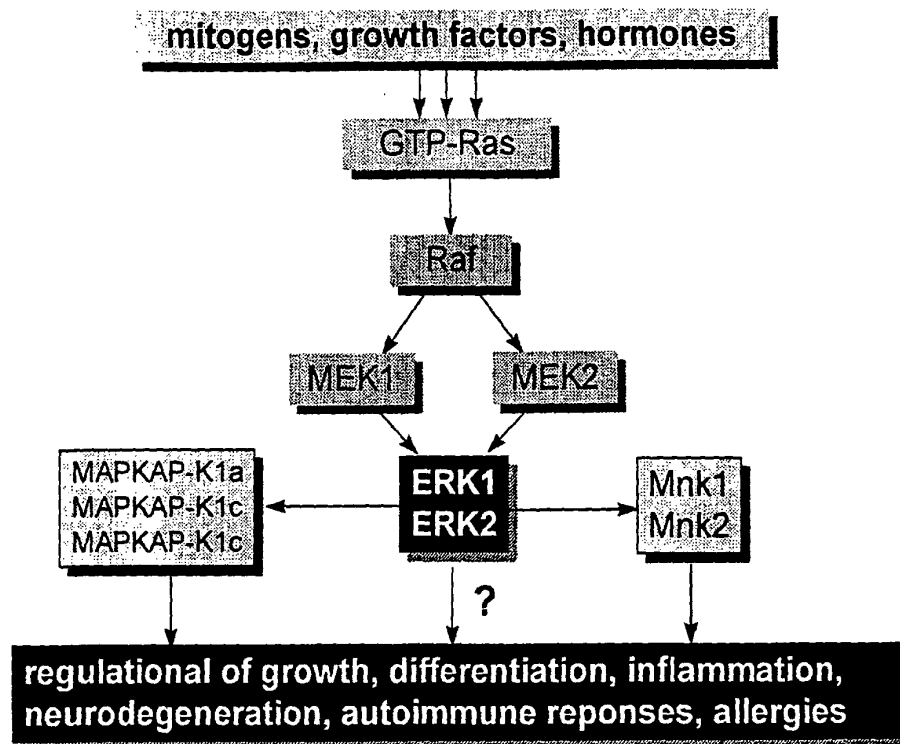 mitogens, growth factors, hormones
GTP-Ras
Raf
MEK1
MEK2
MAPKAP-K1a
MAPKAP-K1c
MAPKAP-K1c
ERK1
ERK2
Mnk1
Mnk2
?
regulational of growth, differentiation, inflammation,
neurodegeneration, autoimmune reponses, allergies